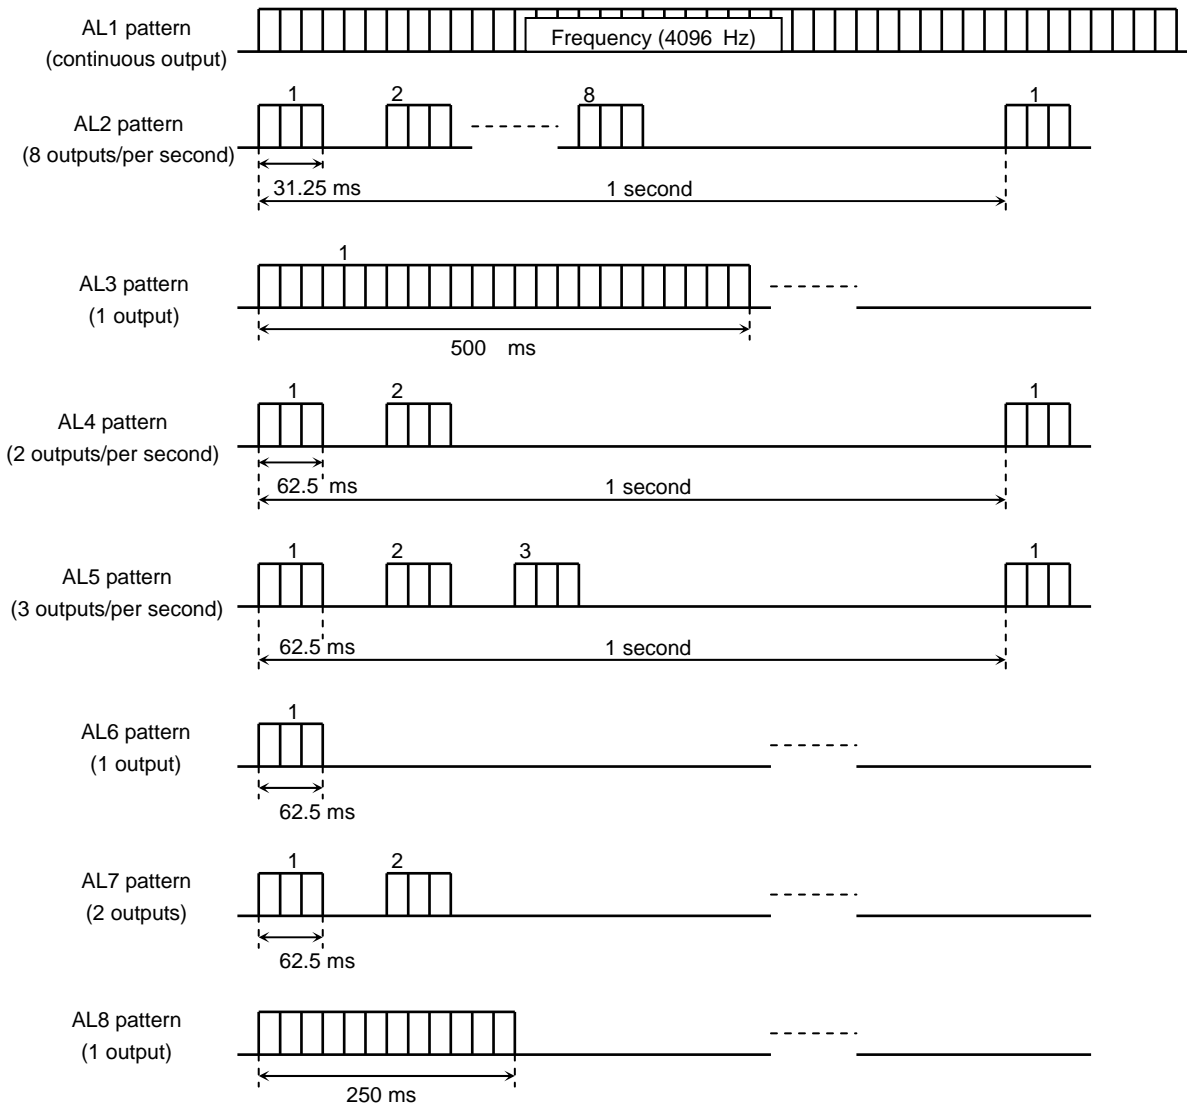 AL1 pattern
(continuous output)
Frequency (4096 Hz)
1 2 8 1
AL2 pattern
(8 outputs/per second)
31.25 ms 1 second
1
AL3 pattern
(1 output)
500 ms
1 2 1
AL4 pattern
(2 outputs/per second)
62.5 ms 1 second
1 2 3 1
AL5 pattern
(3 outputs/per second)
62.5 ms 1 second
1
AL6 pattern
(1 output)
62.5 ms
1 2
AL7 pattern
(2 outputs)
62.5 ms
AL8 pattern
(1 output)
250 ms